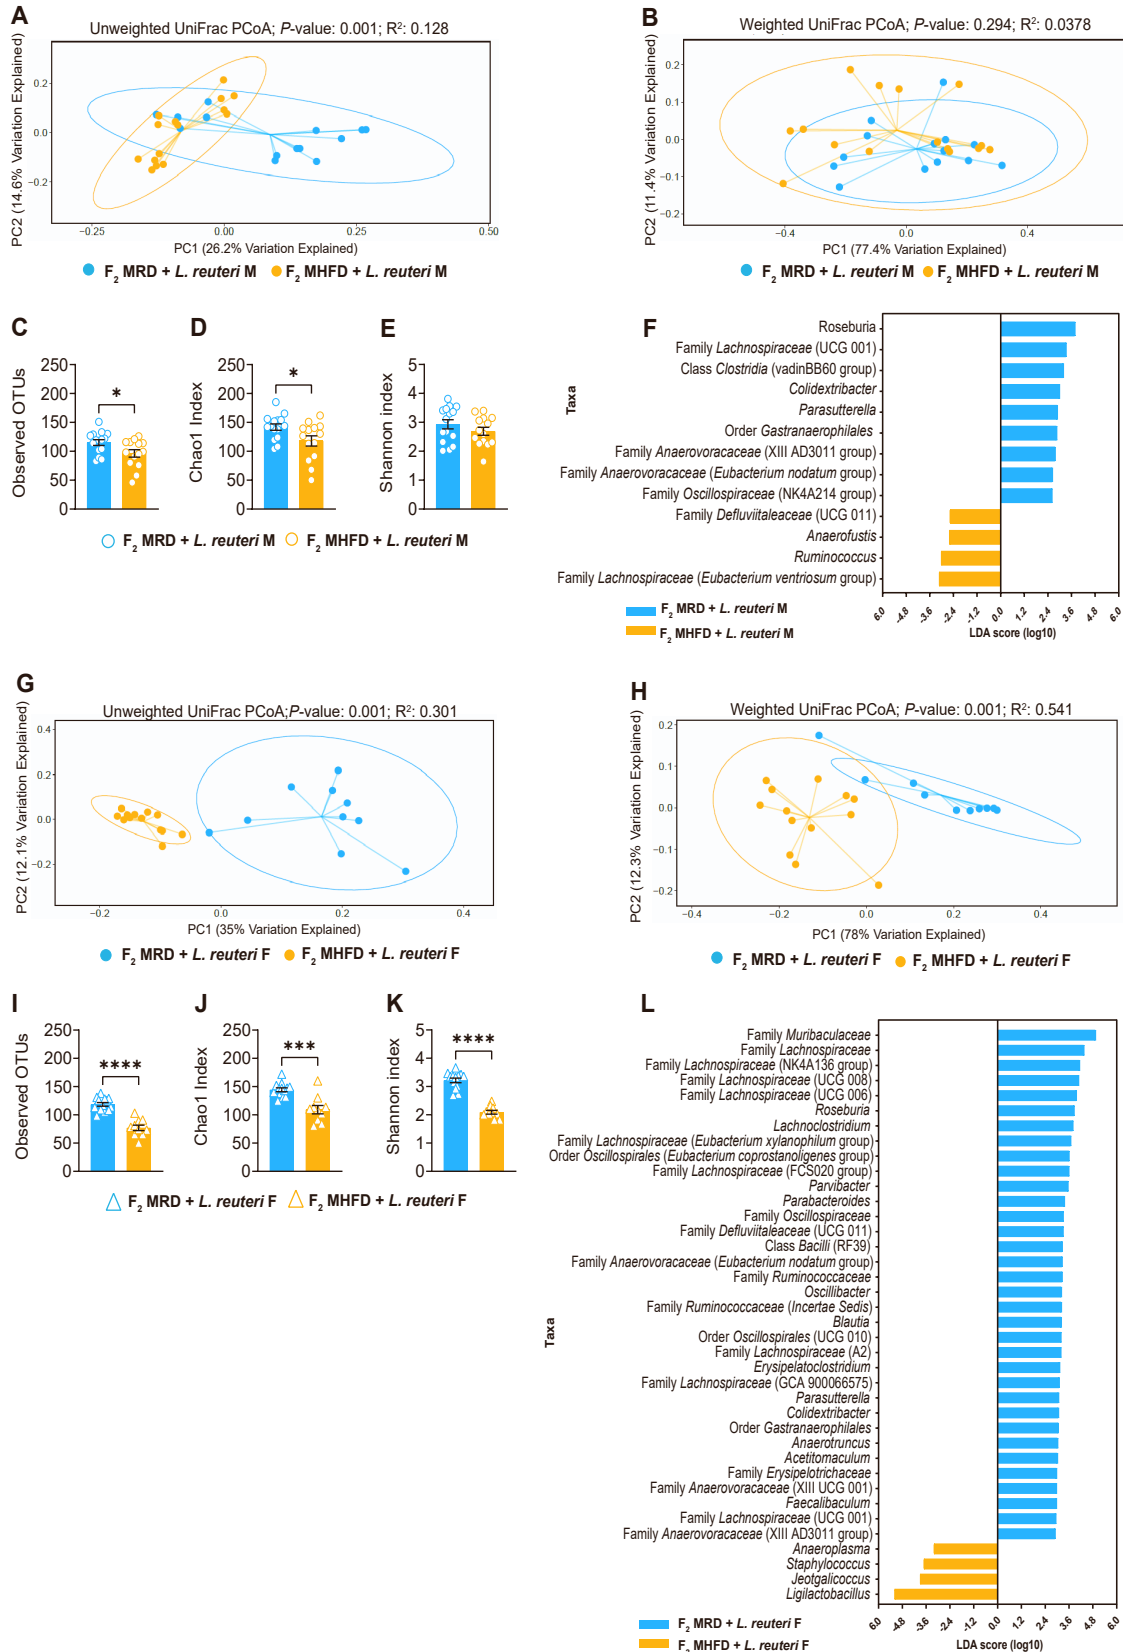 A
Unweighted UniFrac PCoA; P-value: 0.001; R²: 0.128
PC2 (14.6% Variation Explained)
0.2
0.0
−0.2
−0.25
0.00
0.25
0.50
PC1 (26.2% Variation Explained)
F₂ MRD + L. reuteri M
F₂ MHFD + L. reuteri M
B
Weighted UniFrac PCoA; P-value: 0.294; R²: 0.0378
PC2 (11.4% Variation Explained)
0.2
0.1
0.0
−0.1
−0.2
−0.4
0.0
0.4
PC1 (77.4% Variation Explained)
F₂ MRD + L. reuteri M
F₂ MHFD + L. reuteri M
C
Observed OTUs
250
200
150
100
50
0
*
D
Chao1 Index
250
200
150
100
50
0
*
E
Shannon index
5
4
3
2
1
0
F₂ MRD + L. reuteri M
F₂ MHFD + L. reuteri M
F
Taxa
Roseburia
Family Lachnospiraceae (UCG 001)
Class Clostridia (vadinBB60 group)
Colidextribacter
Parasutterella
Order Gastranaerophilales
Family Anaerovoracaceae (XIII AD3011 group)
Family Anaerovoracaceae (Eubacterium nodatum group)
Family Oscillospiraceae (NK4A214 group)
Family Defluviitaleaceae (UCG 011)
Anaerofustis
Ruminococcus
Family Lachnospiraceae (Eubacterium ventriosum group)
6.0 -4.8 -3.6 -2.4 -1.2 0.0 1.2 2.4 3.6 4.8 6.0
LDA score (log10)
F₂ MRD + L. reuteri M
F₂ MHFD + L. reuteri M
G
Unweighted UniFrac PCoA;P-value: 0.001; R²: 0.301
PC2 (12.1% Variation Explained)
0.4
0.2
0.0
−0.2
−0.2
0.0
0.2
0.4
PC1 (35% Variation Explained)
F₂ MRD + L. reuteri F
F₂ MHFD + L. reuteri F
H
Weighted UniFrac PCoA; P-value: 0.001; R²: 0.541
PC2 (12.3% Variation Explained)
0.2
0.1
0.0
−0.1
−0.2
−0.4
−0.2
0.0
0.2
0.4
PC1 (78% Variation Explained)
F₂ MRD + L. reuteri F
F₂ MHFD + L. reuteri F
I
Observed OTUs
250
200
150
100
50
0
****
J
Chao1 Index
250
200
150
100
50
0
***
K
Shannon index
5
4
3
2
1
0
****
F₂ MRD + L. reuteri F
F₂ MHFD + L. reuteri F
L
Taxa
Family Muribaculaceae
Family Lachnospiraceae
Family Lachnospiraceae (NK4A136 group)
Family Lachnospiraceae (UCG 008)
Family Lachnospiraceae (UCG 006)
Roseburia
Lachnoclostridium
Family Lachnospiraceae (Eubacterium xylanophilum group)
Order Oscillospirales (Eubacterium coprostanoligenes group)
Family Lachnospiraceae (FCS020 group)
Parvibacter
Parabacteroides
Family Oscillospiraceae
Family Defluviitaleaceae (UCG 011)
Class Bacilli (RF39)
Family Anaerovoracaceae (Eubacterium nodatum group)
Family Ruminococcaceae
Oscillibacter
Family Ruminococcaceae (Incertae Sedis)
Blautia
Order Oscillospirales (UCG 010)
Family Lachnospiraceae (A2)
Erysipelatoclostridium
Family Lachnospiraceae (GCA 900066575)
Parasutterella
Colidextribacter
Order Gastranaerophilales
Anaerotruncus
Acetitomaculum
Family Erysipelotrichaceae
Family Anaerovoracaceae (XIII UCG 001)
Faecalibaculum
Family Lachnospiraceae (UCG 001)
Family Anaerovoracaceae (XIII AD3011 group)
Anaeroplasma
Staphylococcus
Jeotgalicoccus
Ligilactobacillus
6.0 -4.8 -3.6 -2.4 -1.2 0.0 1.2 2.4 3.6 4.8 6.0
LDA score (log10)
F₂ MRD + L. reuteri F
F₂ MHFD + L. reuteri F